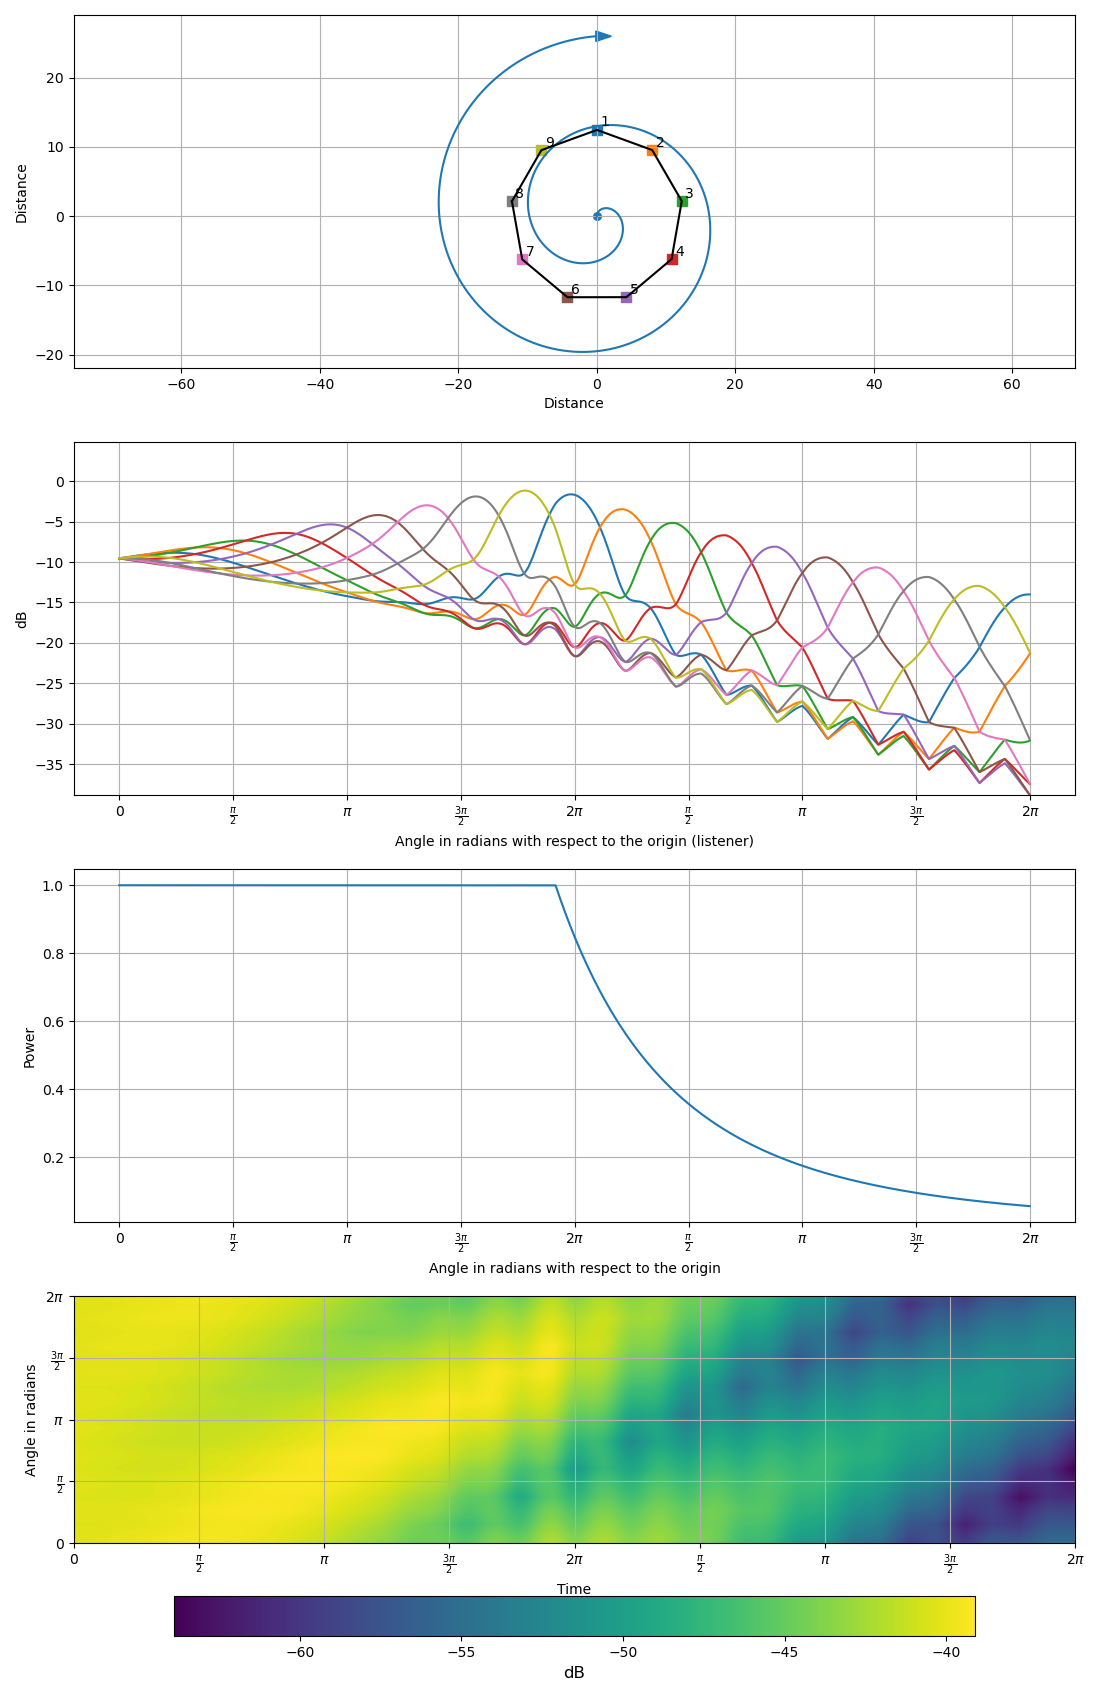 20
10
0
−10
−20
Distance
1
9
2
8
3
7
4
6
5
−60
−40
−20
0
20
40
60
Distance
0
−5
−10
−15
−20
−25
−30
−35
dB
0
π/2
π
3π/2
2π
π/2
π
3π/2
2π
Angle in radians with respect to the origin (listener)
1.0
0.8
0.6
0.4
0.2
Power
0
π/2
π
3π/2
2π
π/2
π
3π/2
2π
Angle in radians with respect to the origin
2π
3π/2
π
π/2
0
Angle in radians
0
π/2
π
3π/2
2π
π/2
π
3π/2
2π
Time
−60
−55
−50
−45
−40
dB